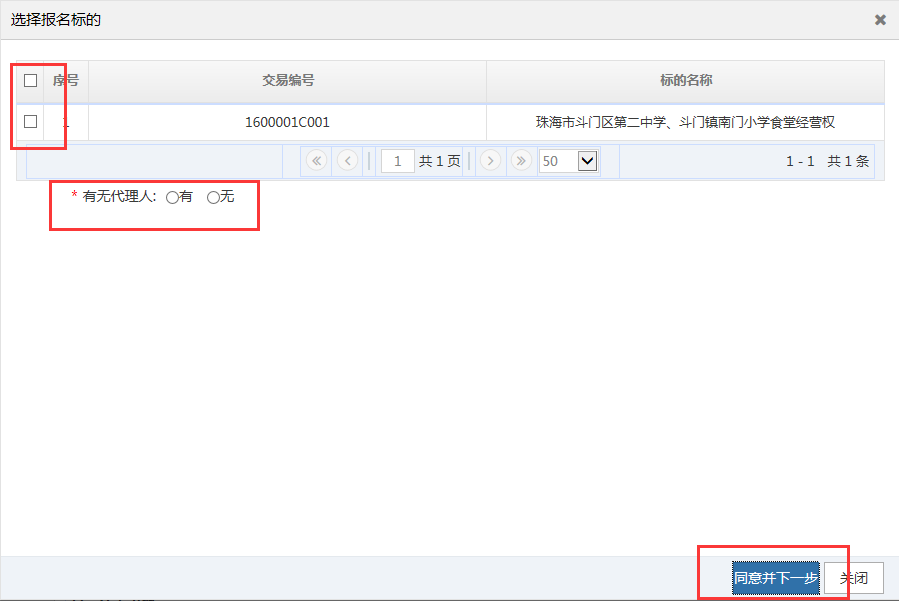 选择报名标的
序号 交易编号 标的名称
1 1600001C001 珠海市斗门区第二中学、斗门镇南门小学食堂经营权
1 共 1 页 50 1 - 1 共 1 条
* 有无代理人: 有 无
同意并下一步 关闭